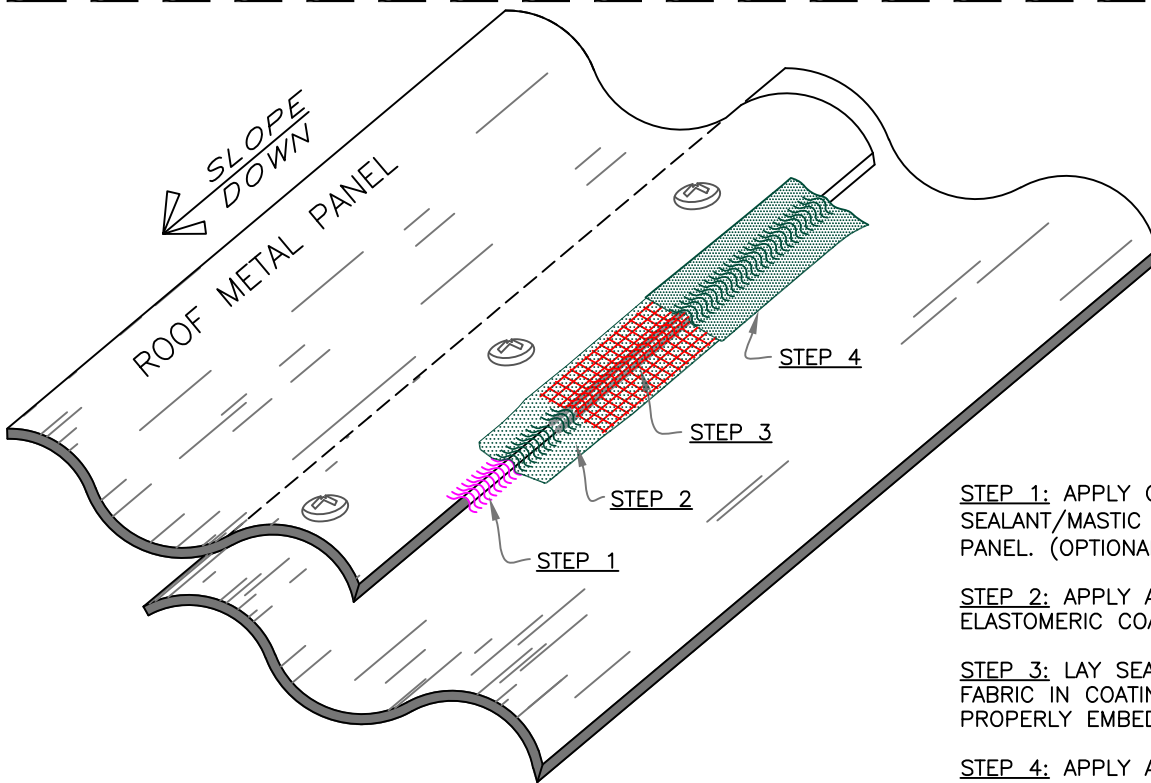 SLOPE
DOWN
ROOF METAL PANEL
STEP 4
STEP 3
STEP 2
STEP 1
STEP 1: APPLY
SEALANT/MASTIC
PANEL.
STEP 2: APPLY A
ELASTOMERIC
STEP 3: LAY
FABRIC IN
PROPERLY
STEP 4: APPLY A